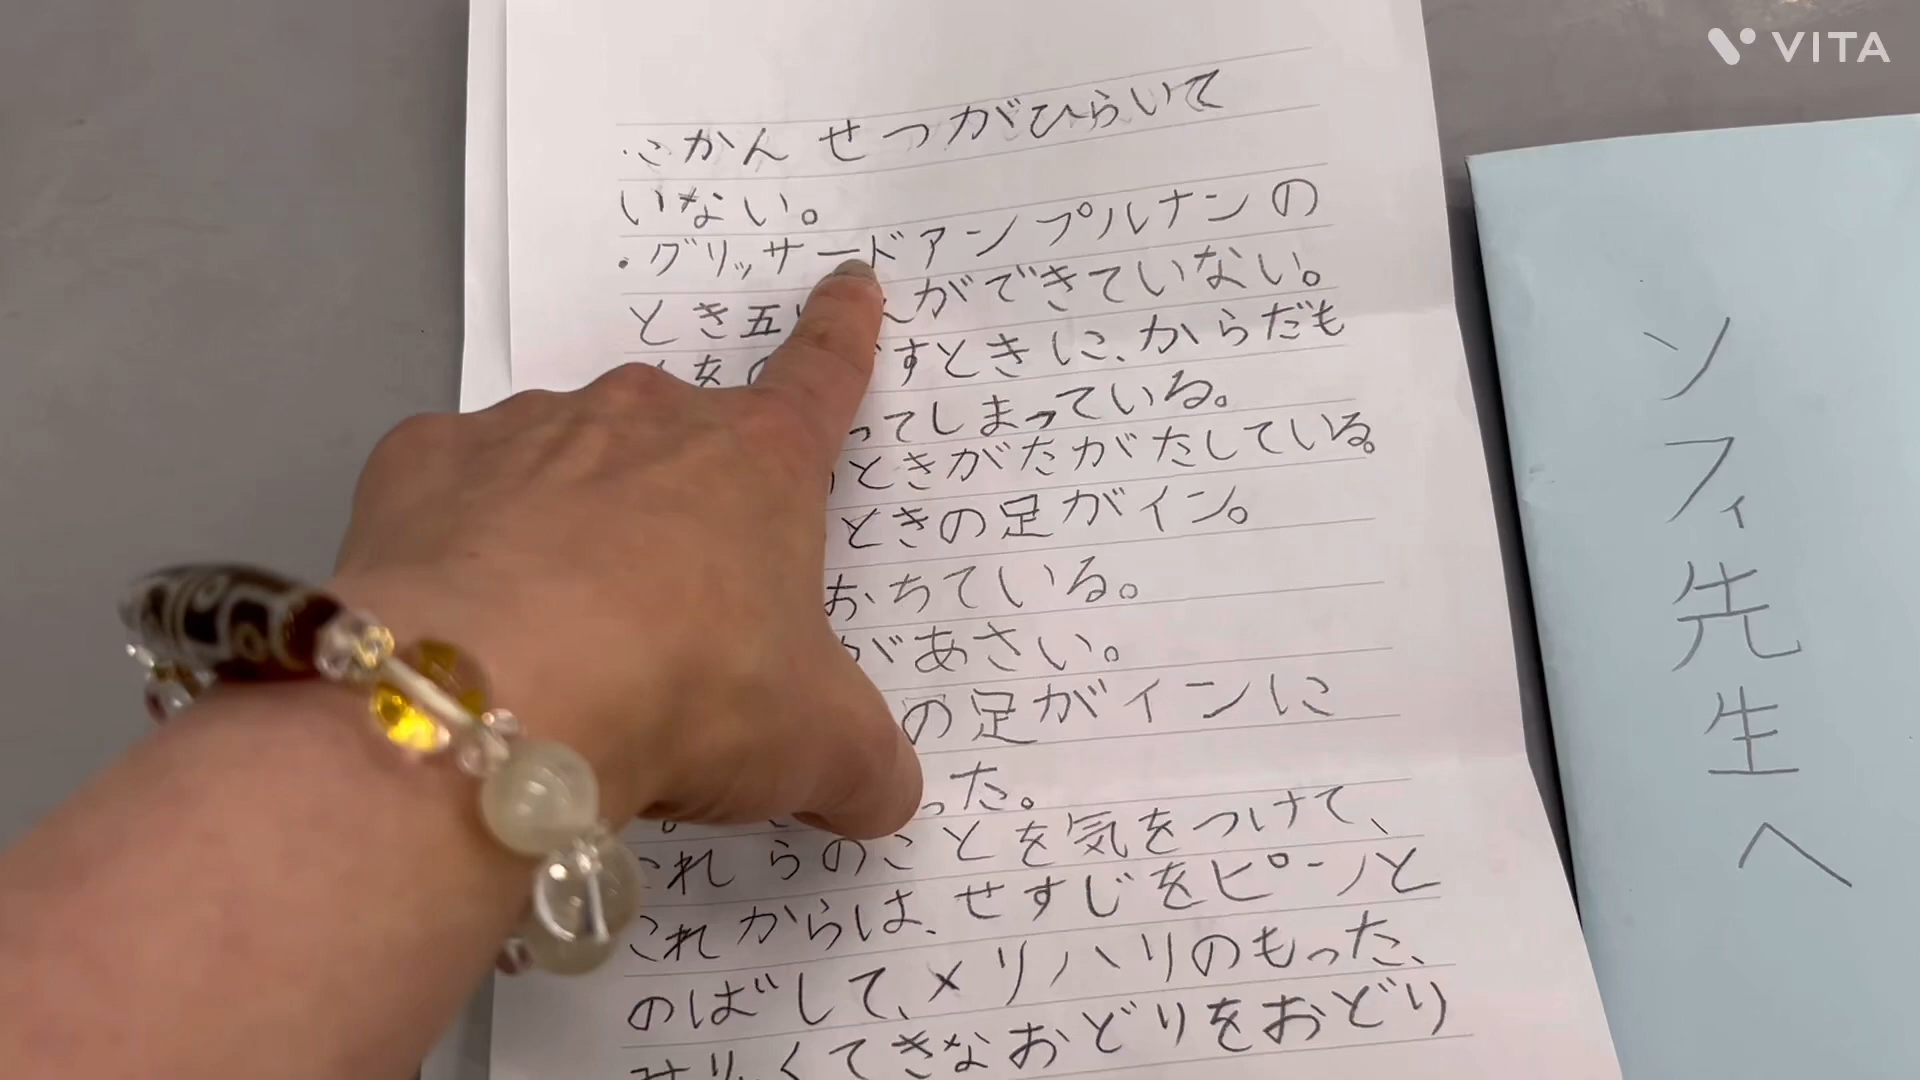 ・こかんせつがひらいて
いない。
・グリッサードアンプルナンの
とき五 がができていない。
を すときに、からだも
ってしまっている。
ときがたがたしている。
ときの足がイン。
おちている。
があさい。
の足がインに
った。
これらのことを気をつけて、
これからは、せすじをピーンと
のばして、メリハリのもった、
くてきなおどりをおどり
ソフィ先生へ
VITA